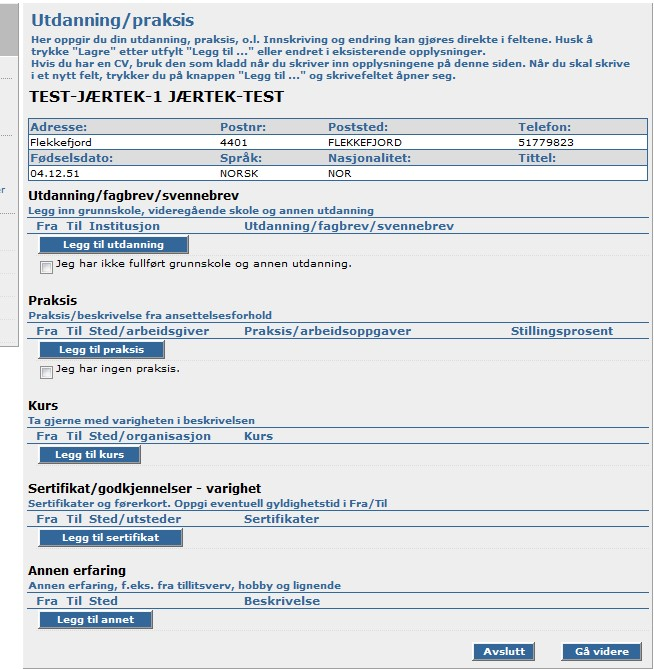 Utdanning/praksis
Her oppgir du din utdanning, praksis, o.l. Innskriving og endring kan gjøres direkte i feltene. Husk å
trykke "Lagre" etter utfylt "Legg til ..." eller endret i eksisterende opplysninger.
Hvis du har en CV, bruk den som kladd når du skriver inn opplysningene på denne siden. Når du skal skrive
i et nytt felt, trykker du på knappen "Legg til ..." og skrivefeltet åpner seg.
TEST-JÆRTEK-1 JÆRTEK-TEST
Adresse: Postnr: Poststed: Telefon:
Flekkefjord 4401 FLEKKEFJORD 51779823
Fødselsdato: Språk: Nasjonalitet: Tittel:
04.12.51 NORSK NOR
Utdanning/fagbrev/svennebrev
Legg inn grunnskole, videregående skole og annen utdanning
Fra Til Institusjon Utdanning/fagbrev/svennebrev
Legg til utdanning
Jeg har ikke fullført grunnskole og annen utdanning.
Praksis
Praksis/beskrivelse fra ansettelsesforhold
Fra Til Sted/arbeidsgiver Praksis/arbeidsoppgaver Stillingsprosent
Legg til praksis
Jeg har ingen praksis.
Kurs
Ta gjerne med varigheten i beskrivelsen
Fra Til Sted/organisasjon Kurs
Legg til kurs
Sertifikat/godkjennelser - varighet
Sertifikater og førerkort. Oppgi eventuell gyldighetstid i Fra/Til
Fra Til Sted/utsteder Sertifikater
Legg til sertifikat
Annen erfaring
Annen erfaring, f.eks. fra tillitsverv, hobby og lignende
Fra Til Sted Beskrivelse
Legg til annet
Avslutt Gå videre